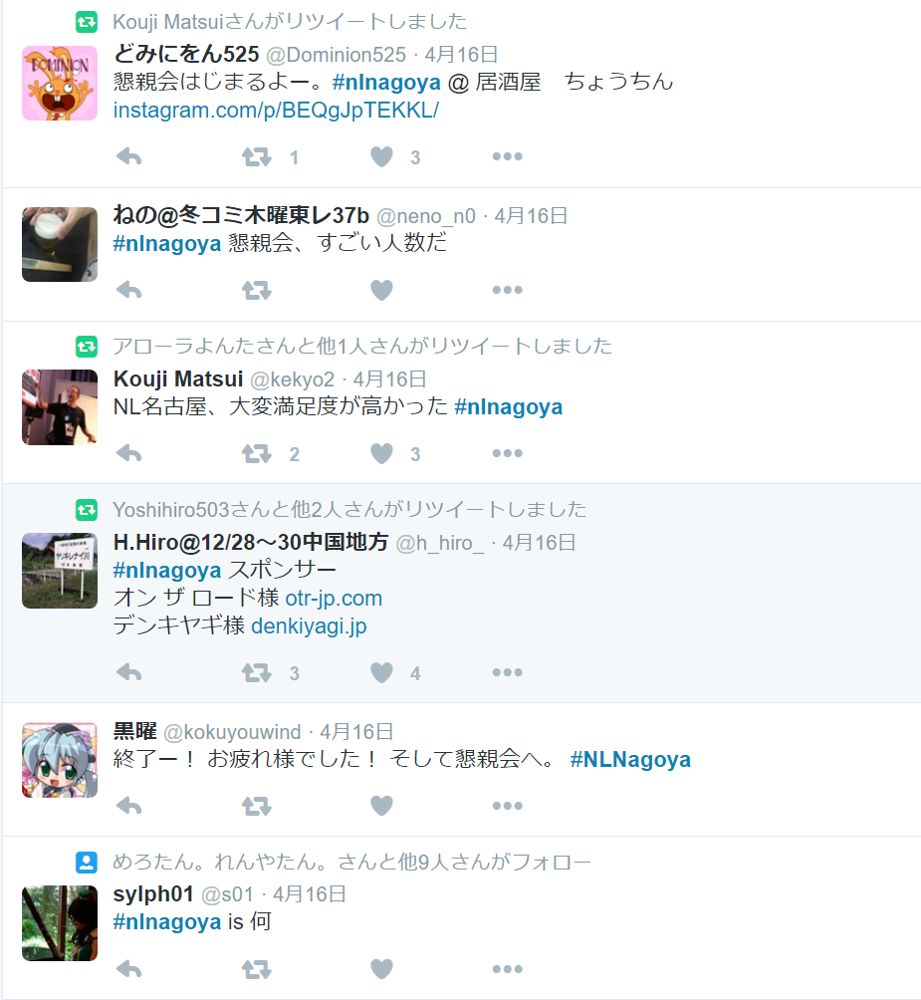 Kouji Matsuiさんがリツイートしました
DOMINION
どみにをん525 @Dominion525 · 4月16日
懇親会はじまるよー。#nlnagoya @ 居酒屋　ちょうちん
instagram.com/p/BEQgJpTEKKL/
1 3
ねの@冬コミ木曜東レ37b @neno_n0 · 4月16日
#nlnagoya 懇親会、すごい人数だ
アローラよんたさんと他1人さんがリツイートしました
Kouji Matsui @kekyo2 · 4月16日
NL名古屋、大変満足度が高かった #nlnagoya
2 3
Yoshihiro503さんと他2人さんがリツイートしました
H.Hiro@12/28〜30中国地方 @h_hiro_ · 4月16日
ヤリキレナイ川
#nlnagoya スポンサー
オン ザ ロード様 otr-jp.com
デンキヤギ様 denkiyagi.jp
3 4
黒曜 @kokuyouwind · 4月16日
終了ー！ お疲れ様でした！ そして懇親会へ。 #NLNagoya
めろたん。れんやたん。さんと他9人さんがフォロー
sylph01 @s01 · 4月16日
#nlnagoya is 何